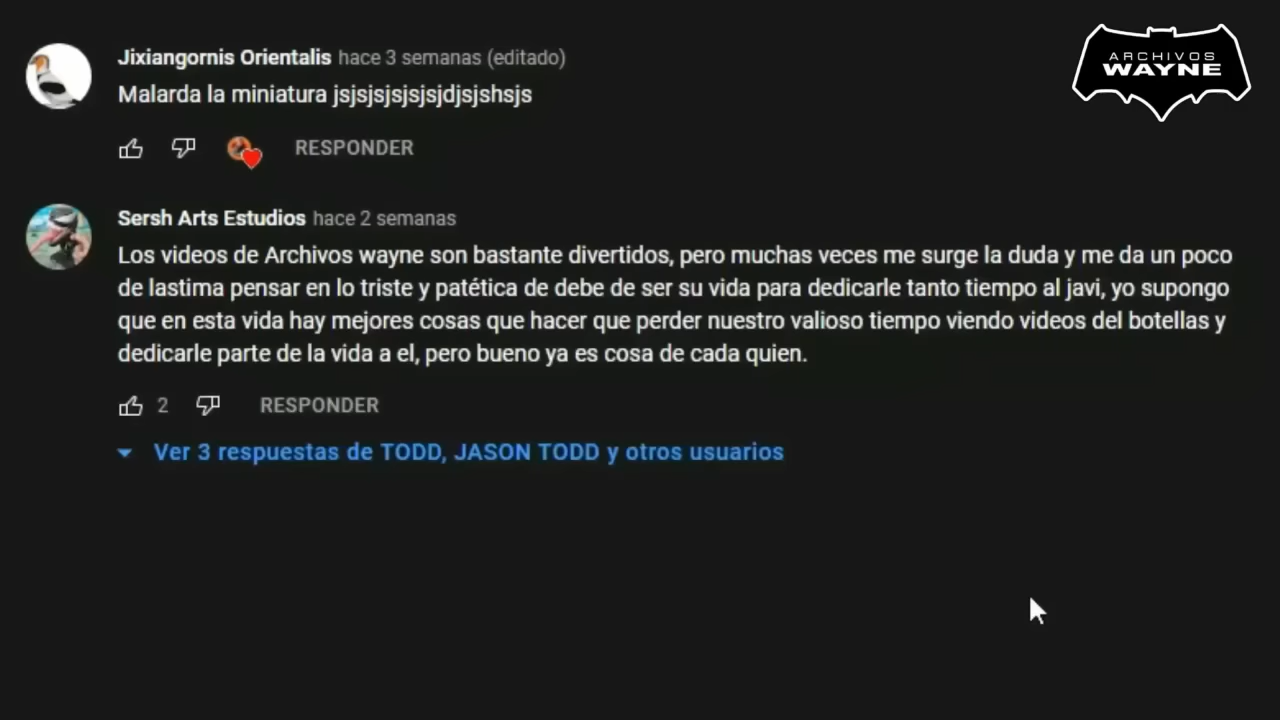 Jixiangornis Orientalis hace 3 semanas (editado)
Malarda la miniatura jsjsjsjsjsjsjdjsjshsjs
RESPONDER
Sersh Arts Estudios hace 2 semanas
Los videos de Archivos wayne son bastante divertidos, pero muchas veces me surge la duda y me da un poco
de lastima pensar en lo triste y patética de debe de ser su vida para dedicarle tanto tiempo al javi, yo supongo
que en esta vida hay mejores cosas que hacer que perder nuestro valioso tiempo viendo videos del botellas y
dedicarle parte de la vida a el, pero bueno ya es cosa de cada quien.
2 RESPONDER
Ver 3 respuestas de TODD, JASON TODD y otros usuarios
ARCHIVOS
WAYNE